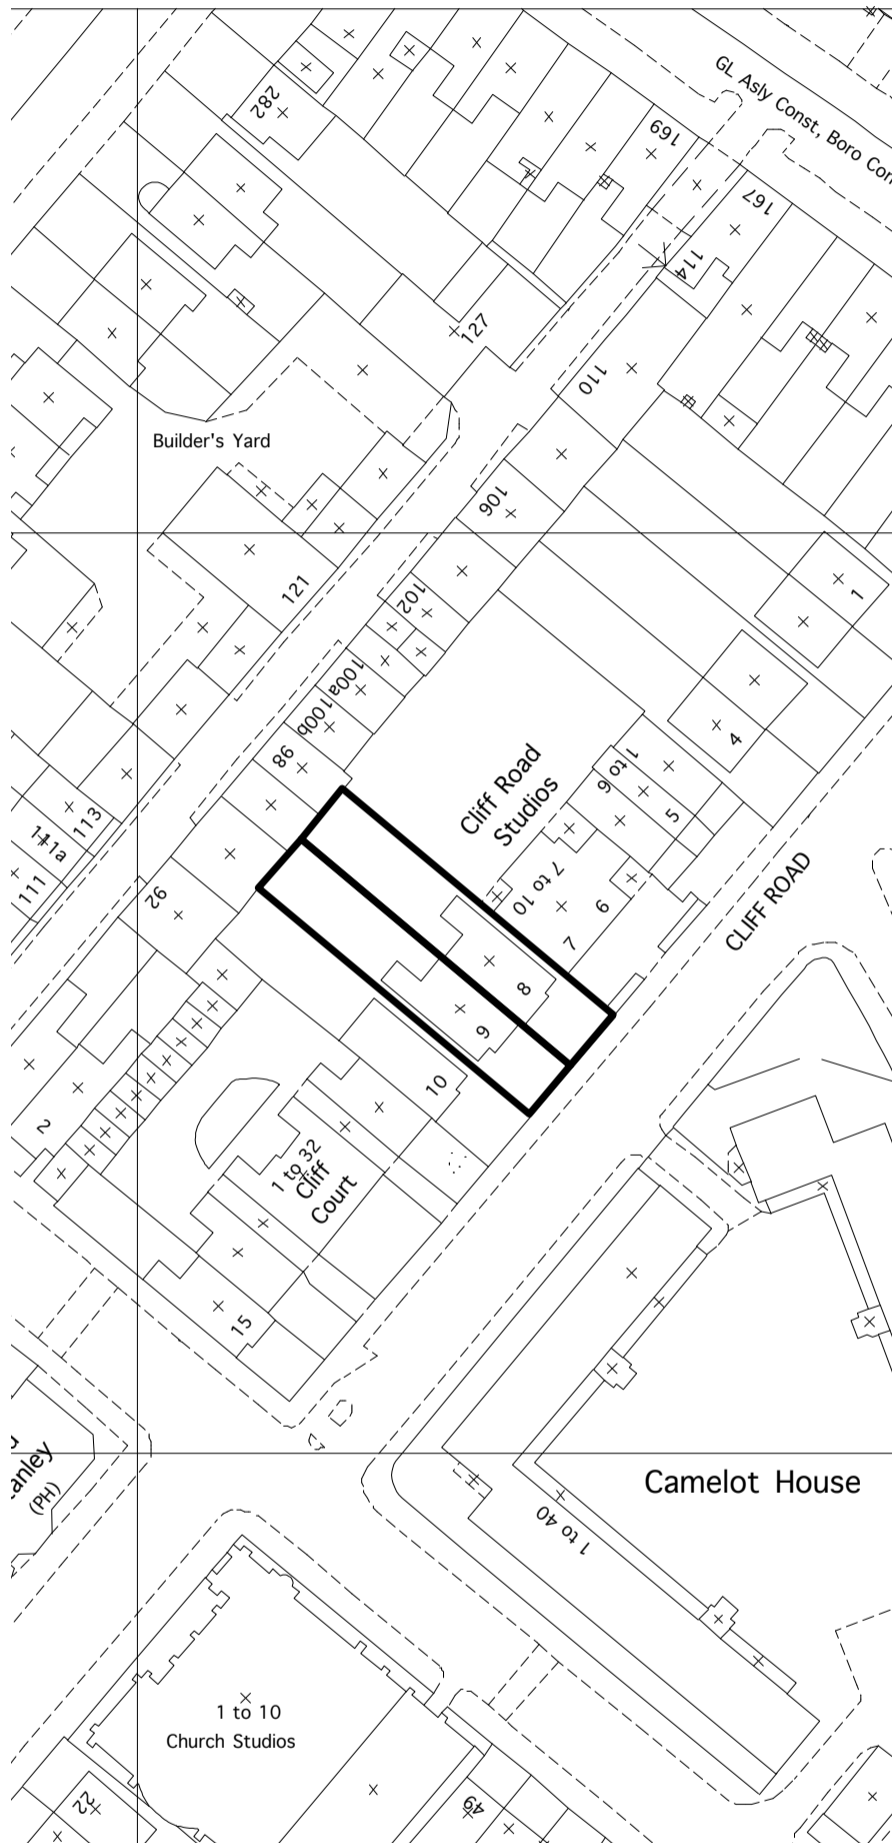 GL Asly Const, Boro Con
282
169
167
114
127
110
Builder's Yard
106
121
102
1
100a
100b
4
98
Cliff Road
Studios
1 to 6
5
113
111
92
7 to 10
6
7
CLIFF ROAD
8
9
10
2
1 to 32
Cliff
Court
15
anley
(PH)
Camelot House
1 to 40
1 to 10
Church Studios
22
49